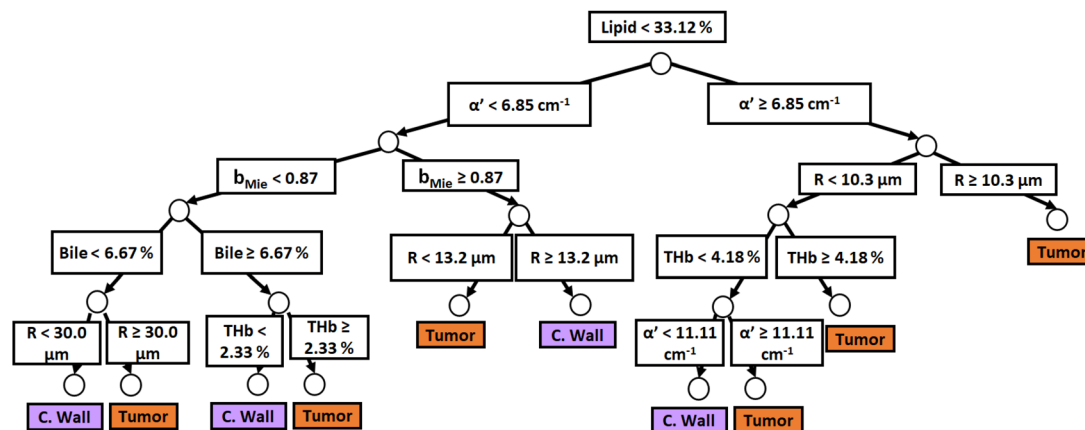 Lipid < 33.12 %
α’ < 6.85 cm⁻¹
α’ ≥ 6.85 cm⁻¹
b_Mie < 0.87
b_Mie ≥ 0.87
R < 10.3 µm
R ≥ 10.3 µm
Bile < 6.67 %
Bile ≥ 6.67 %
R < 13.2 µm
R ≥ 13.2 µm
THb < 4.18 %
THb ≥ 4.18 %
Tumor
R < 30.0
µm
R ≥ 30.0
µm
THb <
2.33 %
THb ≥
2.33 %
Tumor
C. Wall
α’ < 11.11
cm⁻¹
α’ ≥ 11.11
cm⁻¹
Tumor
C. Wall
Tumor
C. Wall
Tumor
C. Wall
Tumor